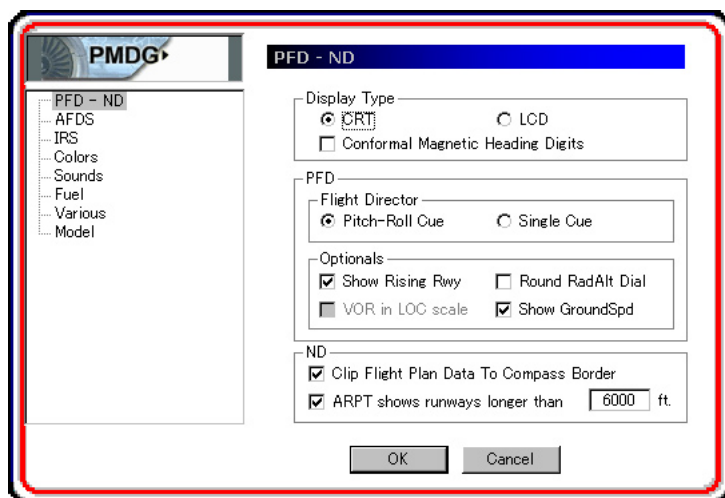 PMDG
PFD - ND
AFDS
IRS
Colors
Sounds
Fuel
Various
Model
PFD - ND
Display Type
CRT
LCD
Conformal Magnetic Heading Digits
PFD
Flight Director
Pitch-Roll Cue
Single Cue
Optionals
Show Rising Rwy
Round RadAlt Dial
VOR in LOC scale
Show GroundSpd
ND
Clip Flight Plan Data To Compass Border
ARPT shows runways longer than 6000 ft.
OK
Cancel